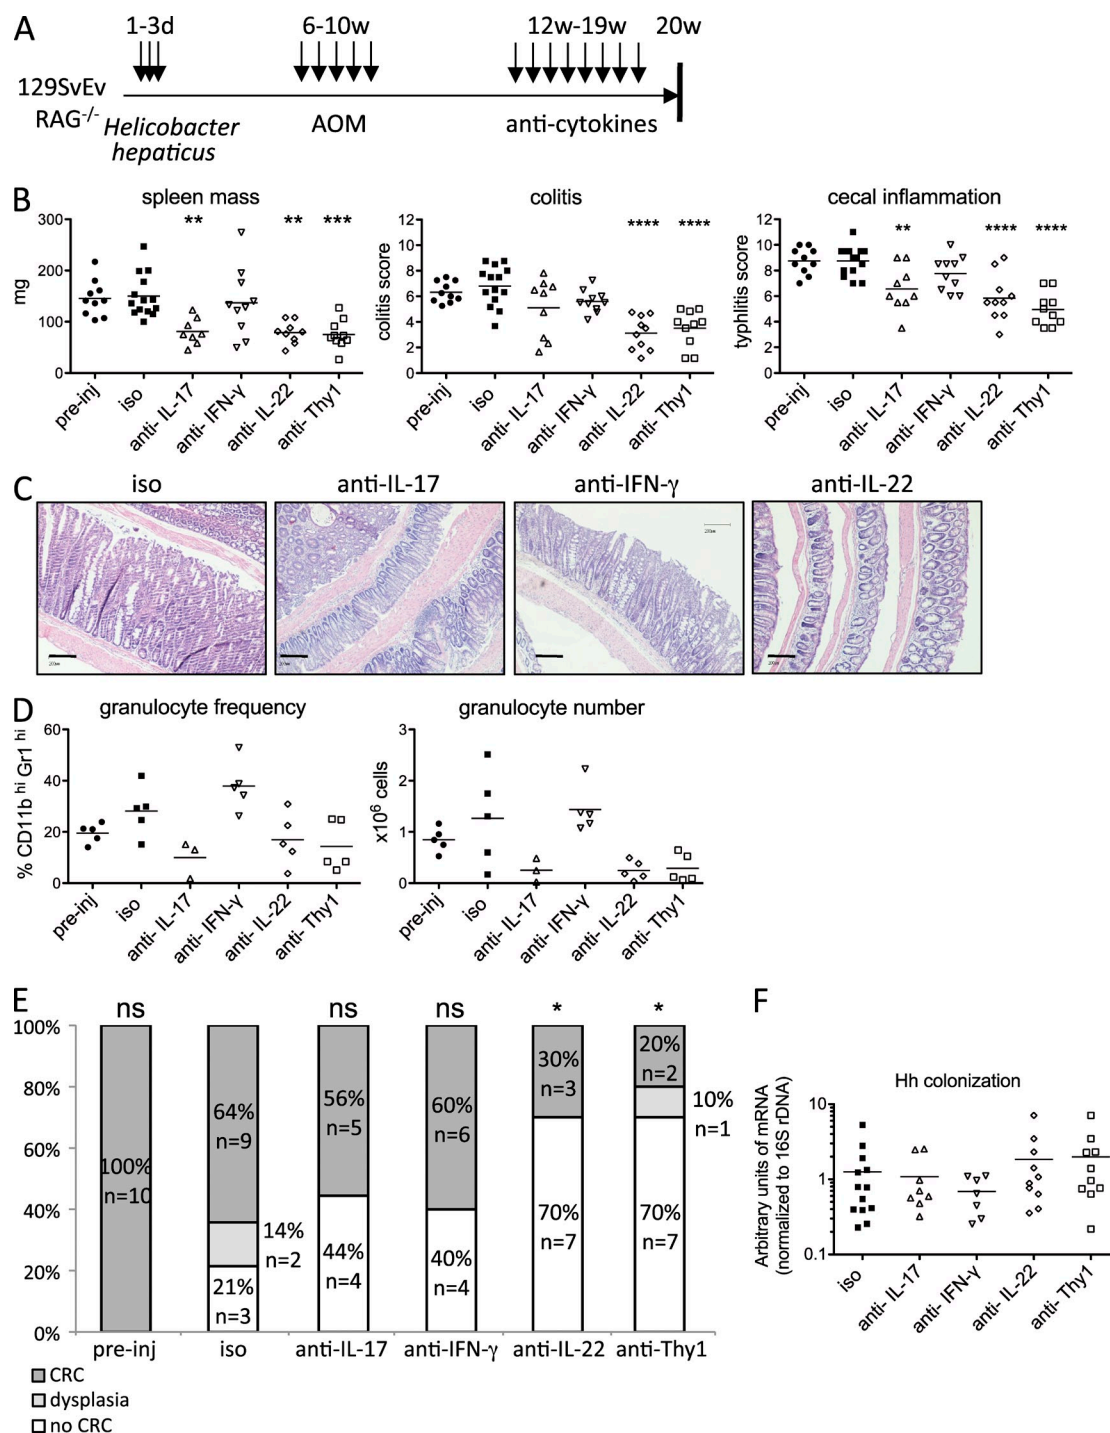 A
1-3d 6-10w 12w-19w 20w
129SvEv
RAG-/-
Helicobacter
hepaticus
AOM
anti-cytokines
B
spleen mass
colitis
cecal inflammation
mg
300
200
100
0
** ** ***
pre-inj
iso
anti- IL-17
anti- IFN-γ
anti- IL-22
anti- Thy1
colitis score
12
10
8
6
4
2
0
**** ****
pre-inj
iso
anti- IL-17
anti- IFN-γ
anti- IL-22
anti- Thy1
typhlitis score
12
10
8
6
4
2
0
** **** ****
pre-inj
iso
anti- IL-17
anti- IFN-γ
anti- IL-22
anti- Thy1
C
iso
anti-IL-17
anti-IFN-γ
anti-IL-22
D
granulocyte frequency
granulocyte number
% CD11b hi Gr1 hi
60
40
20
0
pre-inj
iso
anti- IL-17
anti- IFN-γ
anti- IL-22
anti- Thy1
x10⁶ cells
3
2
1
0
pre-inj
iso
anti- IL-17
anti- IFN-γ
anti- IL-22
anti- Thy1
E
ns ns ns * *
100%
80%
60%
40%
20%
0%
100%
n=10
64%
n=9
14%
n=2
21%
n=3
56%
n=5
44%
n=4
60%
n=6
40%
n=4
30%
n=3
70%
n=7
20%
n=2
10%
n=1
70%
n=7
pre-inj iso anti-IL-17 anti-IFN-γ anti-IL-22 anti-Thy1
CRC
dysplasia
no CRC
F
Hh colonization
Arbitrary units of mRNA
(normalized to 16S rDNA)
10
1
0.1
iso
anti- IL-17
anti- IFN-γ
anti- IL-22
anti- Thy1